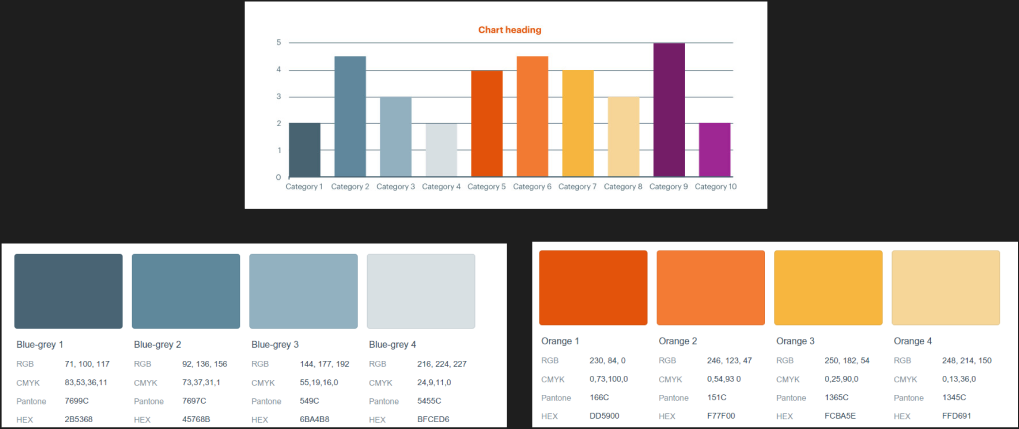 Chart heading
5
4
3
2
1
0
Category 1 Category 2 Category 3 Category 4 Category 5 Category 6 Category 7 Category 8 Category 9 Category 10
Blue-grey 1 Blue-grey 2 Blue-grey 3 Blue-grey 4
RGB 71, 100, 117 RGB 92, 136, 156 RGB 144, 177, 192 RGB 216, 224, 227
CMYK 83,53,36,11 CMYK 73,37,31,1 CMYK 55,19,16,0 CMYK 24,9,11,0
Pantone 7699C Pantone 7697C Pantone 549C Pantone 5455C
HEX 2B5368 HEX 45768B HEX 6BA4B8 HEX BFCED6
Orange 1 Orange 2 Orange 3 Orange 4
RGB 230, 84, 0 RGB 246, 123, 47 RGB 250, 182, 54 RGB 248, 214, 150
CMYK 0,73,100,0 CMYK 0,54,93 0 CMYK 0,25,90,0 CMYK 0,13,36,0
Pantone 166C Pantone 151C Pantone 1365C Pantone 1345C
HEX DD5900 HEX F77F00 HEX FCBA5E HEX FFD691